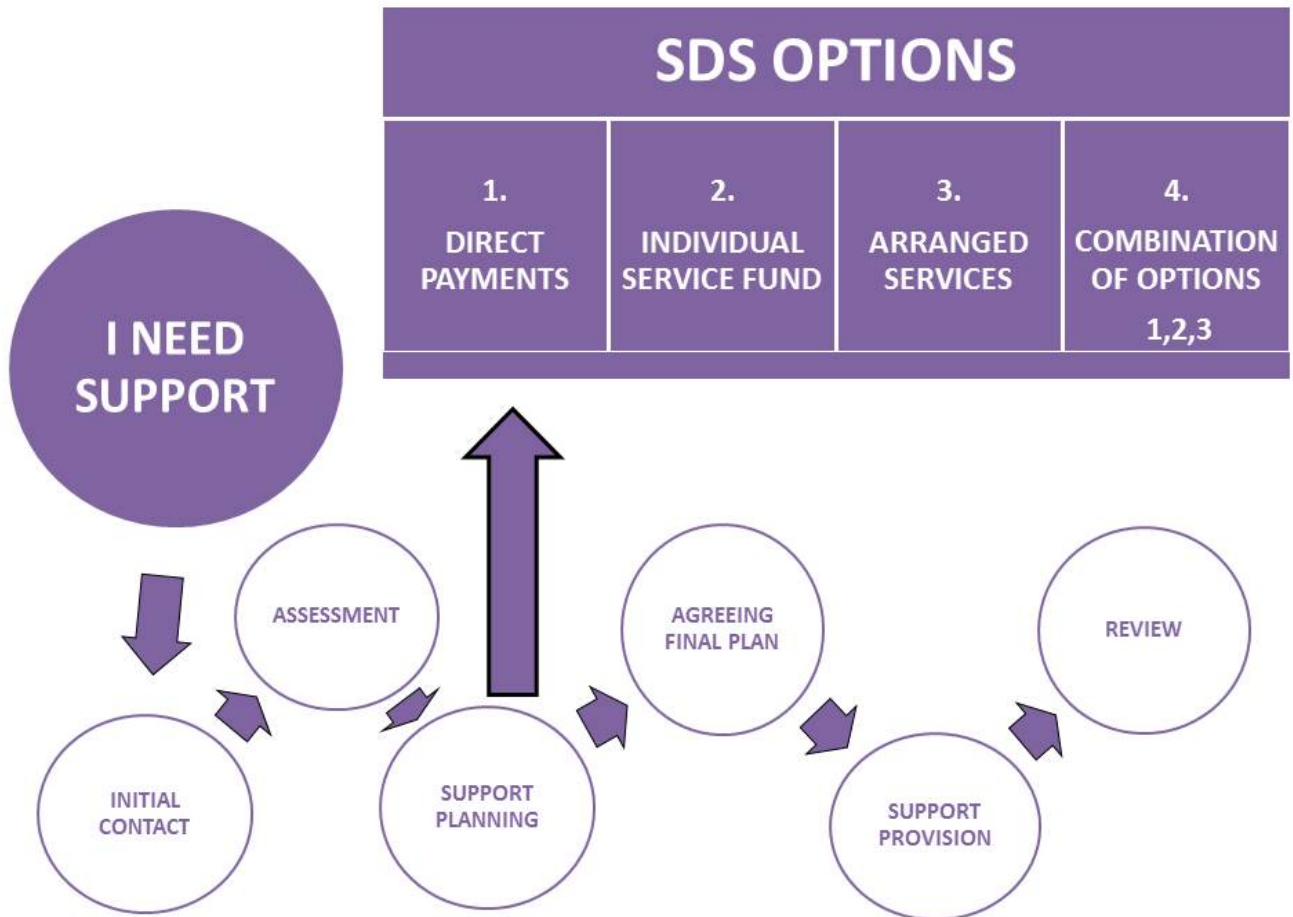 SDS OPTIONS
1.
DIRECT
PAYMENTS
2.
INDIVIDUAL
SERVICE FUND
3.
ARRANGED
SERVICES
4.
COMBINATION
OF OPTIONS
1,2,3
I NEED
SUPPORT
INITIAL
CONTACT
ASSESSMENT
SUPPORT
PLANNING
AGREEING
FINAL PLAN
SUPPORT
PROVISION
REVIEW